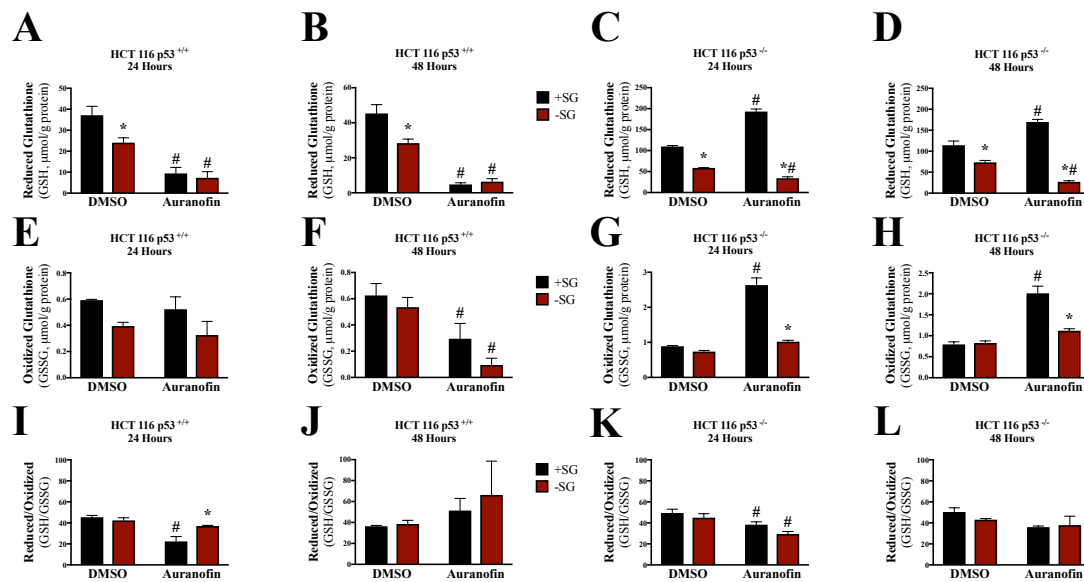 A
HCT 116 p53 +/+
24 Hours
Reduced Glutathione
(GSH, μmol/g protein)
50
40
30
20
10
0
*
#
#
DMSO
Auranofin
B
HCT 116 p53 +/+
48 Hours
Reduced Glutathione
(GSH, μmol/g protein)
60
40
20
0
*
#
#
DMSO
Auranofin
+SG
-SG
C
HCT 116 p53 -/-
24 Hours
Reduced Glutathione
(GSH, μmol/g protein)
250
200
150
100
50
0
*
#
*#
DMSO
Auranofin
D
HCT 116 p53 -/-
48 Hours
Reduced Glutathione
(GSH, μmol/g protein)
250
200
150
100
50
0
*
#
*#
DMSO
Auranofin
E
HCT 116 p53 +/+
24 Hours
Oxidized Glutathione
(GSSG, μmol/g protein)
0.8
0.6
0.4
0.2
0.0
DMSO
Auranofin
F
HCT 116 p53 +/+
48 Hours
Oxidized Glutathione
(GSSG, μmol/g protein)
0.8
0.6
0.4
0.2
0.0
#
#
DMSO
Auranofin
+SG
-SG
G
HCT 116 p53 -/-
24 Hours
Oxidized Glutathione
(GSSG, μmol/g protein)
3
2
1
0
#
*
DMSO
Auranofin
H
HCT 116 p53 -/-
48 Hours
Oxidized Glutathione
(GSSG, μmol/g protein)
2.5
2.0
1.5
1.0
0.5
0.0
#
*
DMSO
Auranofin
I
HCT 116 p53 +/+
24 Hours
Reduced/Oxidized
(GSH/GSSG)
100
80
60
40
20
0
#
*
DMSO
Auranofin
J
HCT 116 p53 +/+
48 Hours
Reduced/Oxidized
(GSH/GSSG)
100
80
60
40
20
0
DMSO
Auranofin
+SG
-SG
K
HCT 116 p53 -/-
24 Hours
Reduced/Oxidized
(GSH/GSSG)
100
80
60
40
20
0
#
#
DMSO
Auranofin
L
HCT 116 p53 -/-
48 Hours
Reduced/Oxidized
(GSH/GSSG)
100
80
60
40
20
0
DMSO
Auranofin